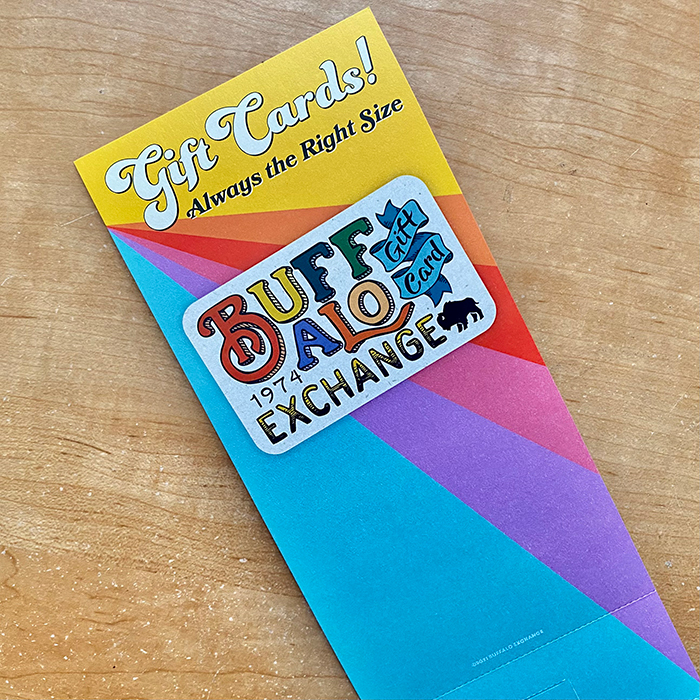 Gift Cards!
Always the Right Size
BUFF
ALO
Gift
Card
1974
EXCHANGE